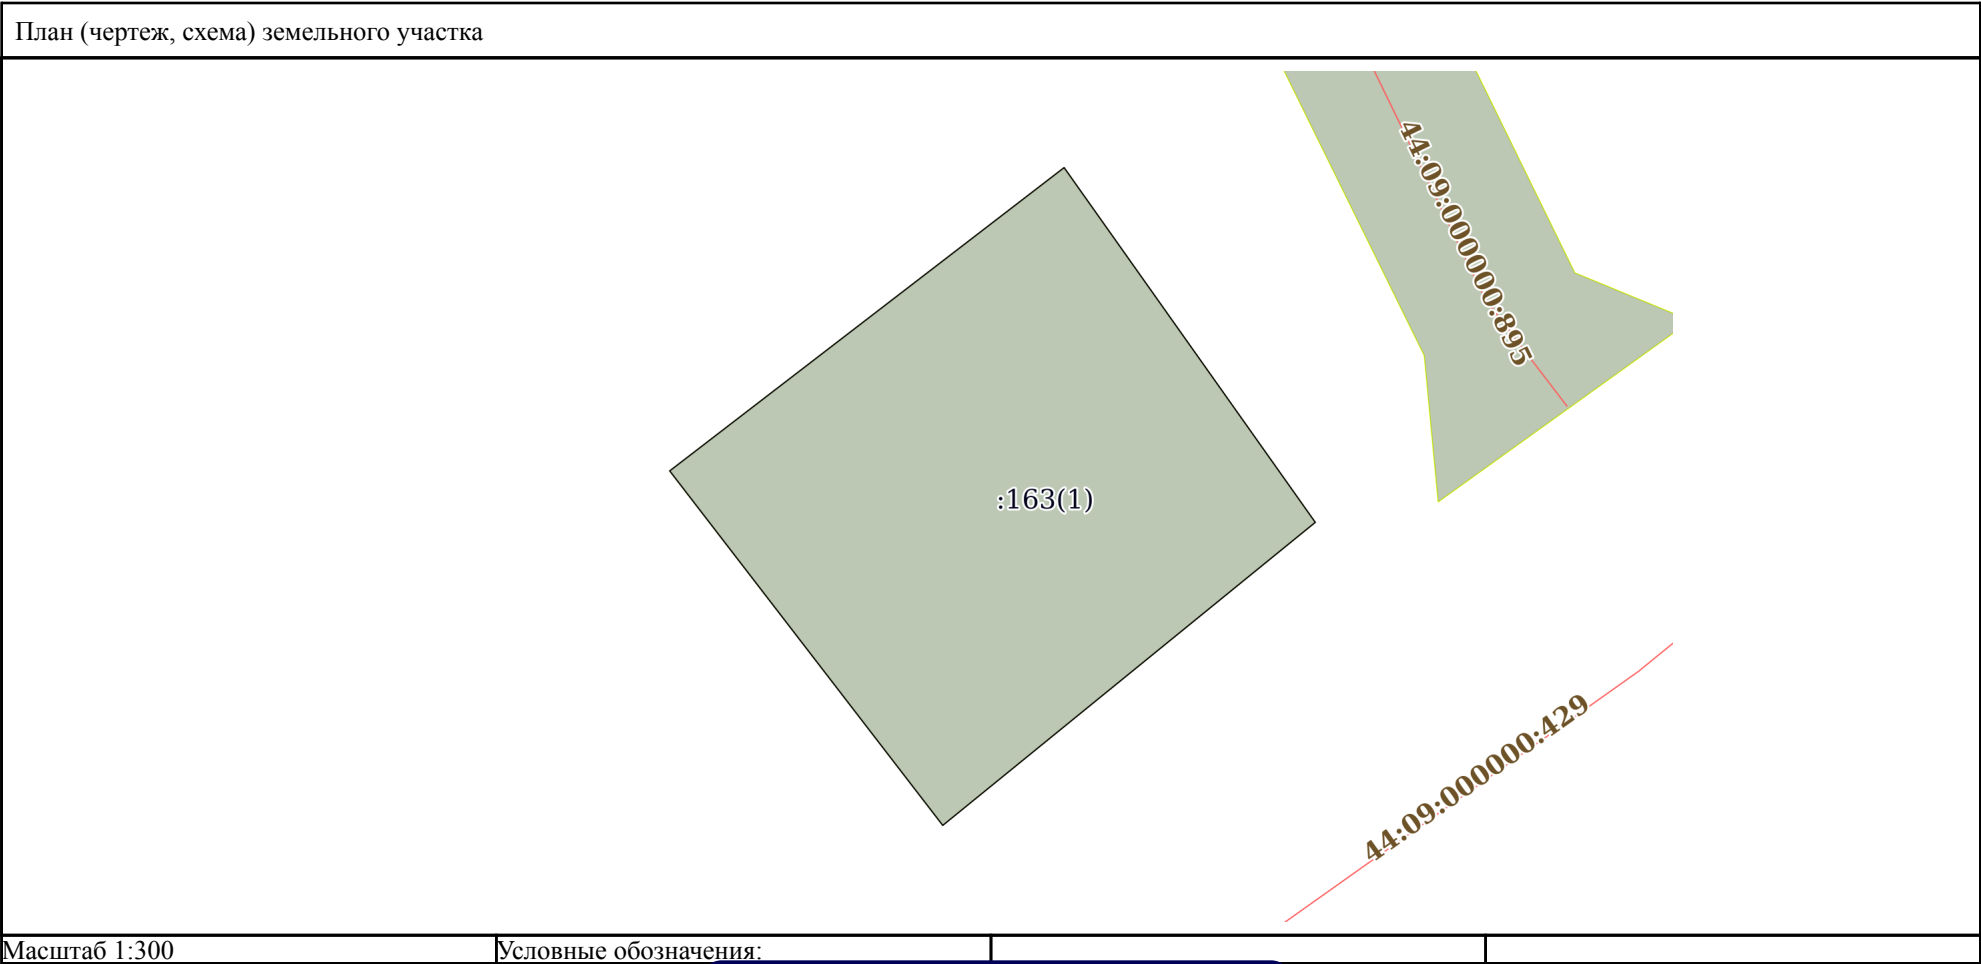 План (чертеж, схема) земельного участка
44:09:000000:895
:163(1)
44:09:000000:429
Масштаб 1:300
Условные обозначения: